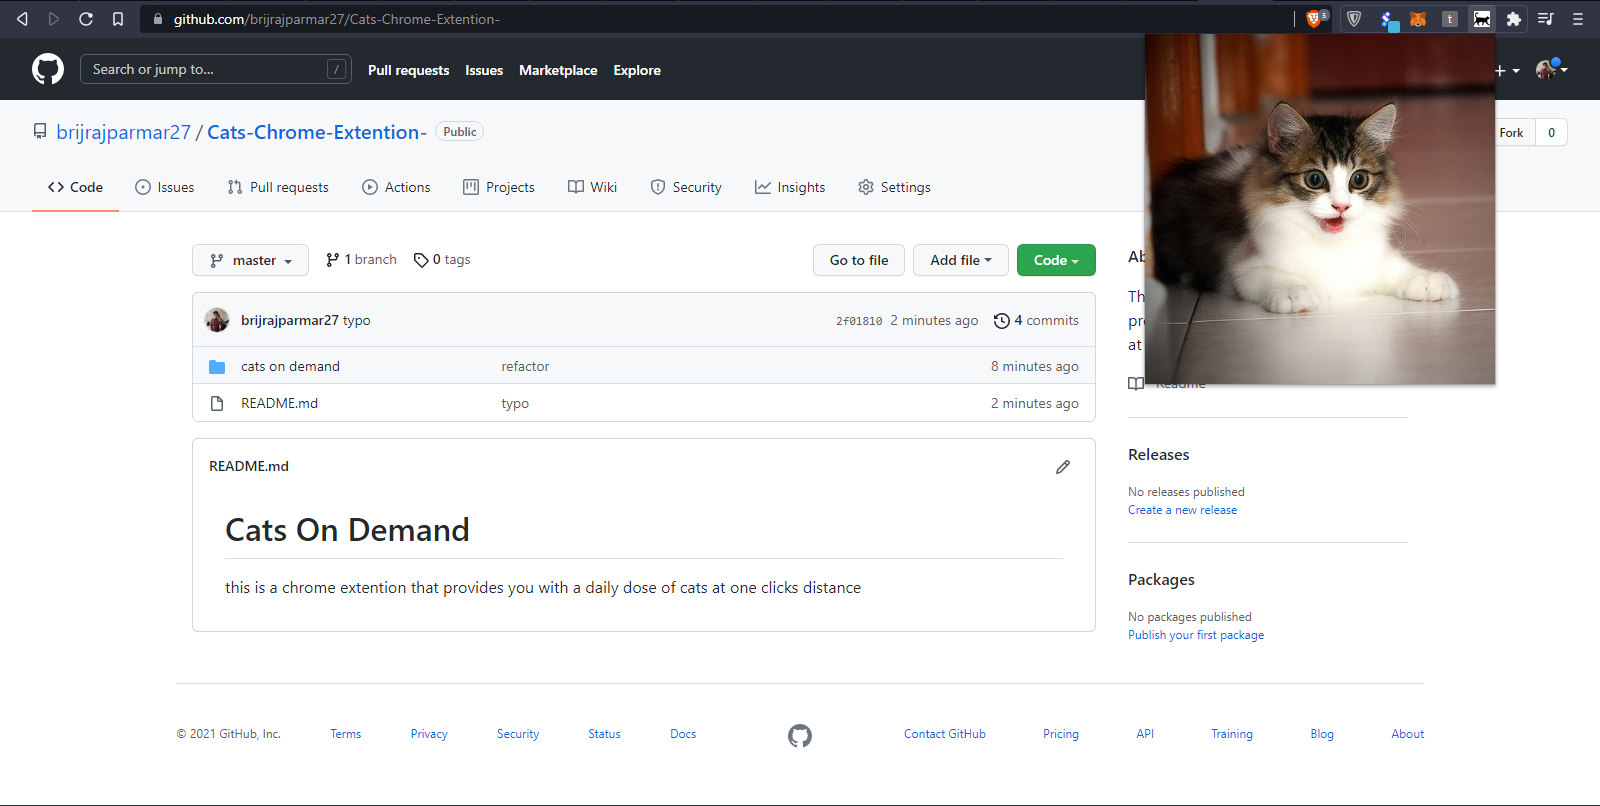 github.com/brijrajparmar27/Cats-Chrome-Extention-
3
t
Search or jump to...
/
Pull requests
Issues
Marketplace
Explore
brijrajparmar27 / Cats-Chrome-Extention-
Public
Fork
0
Code
Issues
Pull requests
Actions
Projects
Wiki
Security
Insights
Settings
master
1 branch
0 tags
Go to file
Add file
Code
brijrajparmar27 typo
2f01810 2 minutes ago
4 commits
cats on demand
refactor
8 minutes ago
README.md
typo
2 minutes ago
README.md
Cats On Demand
this is a chrome extention that provides you with a daily dose of cats at one clicks distance
Ab
Th
pr
at
Readme
Releases
No releases published
Create a new release
Packages
No packages published
Publish your first package
© 2021 GitHub, Inc.
Terms
Privacy
Security
Status
Docs
Contact GitHub
Pricing
API
Training
Blog
About